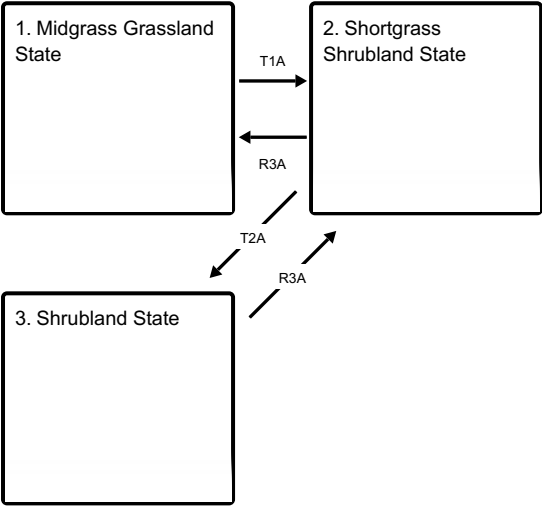 1. Midgrass Grassland
State
T1A
2. Shortgrass
Shrubland State
R3A
T2A
R3A
3. Shrubland State